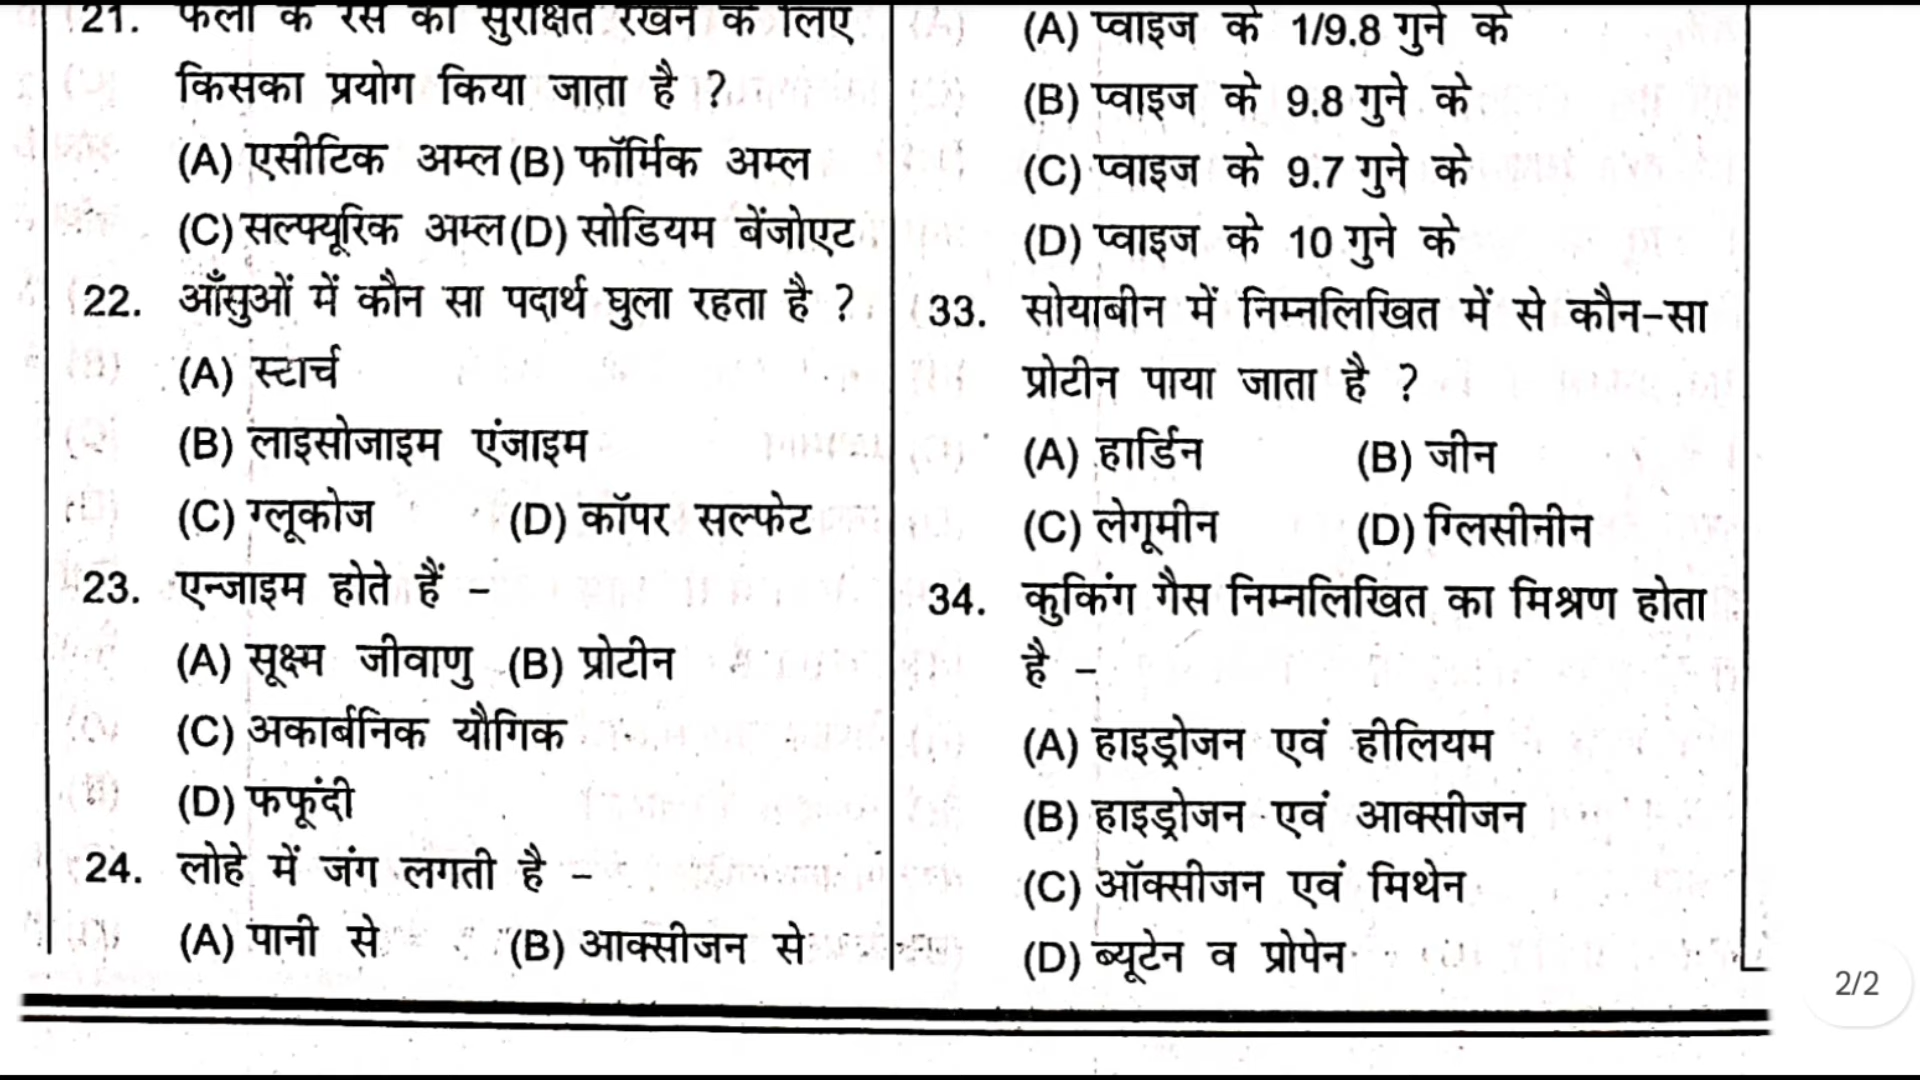 21. फलों के रस को सुरक्षित रखने के लिए
किसका प्रयोग किया जाता है ?
(A) एसीटिक अम्ल (B) फॉर्मिक अम्ल
(C) सल्फ्यूरिक अम्ल (D) सोडियम बेंजोएट
22. आँसुओं में कौन सा पदार्थ घुला रहता है ?
(A) स्टार्च
(B) लाइसोजाइम एंजाइम
(C) ग्लूकोज (D) कॉपर सल्फेट
23. एन्जाइम होते हैं -
(A) सूक्ष्म जीवाणु (B) प्रोटीन
(C) अकार्बनिक यौगिक
(D) फफूंदी
24. लोहे में जंग लगती है -
(A) पानी से (B) आक्सीजन से
(A) प्वाइज के 1/9.8 गुने के
(B) प्वाइज के 9.8 गुने के
(C) प्वाइज के 9.7 गुने के
(D) प्वाइज के 10 गुने के
33. सोयाबीन में निम्नलिखित में से कौन-सा
प्रोटीन पाया जाता है ?
(A) हार्डिन (B) जीन
(C) लेगूमीन (D) ग्लिसीनीन
34. कुकिंग गैस निम्नलिखित का मिश्रण होता
है -
(A) हाइड्रोजन एवं हीलियम
(B) हाइड्रोजन एवं आक्सीजन
(C) ऑक्सीजन एवं मिथेन
(D) ब्यूटेन व प्रोपेन
2/2